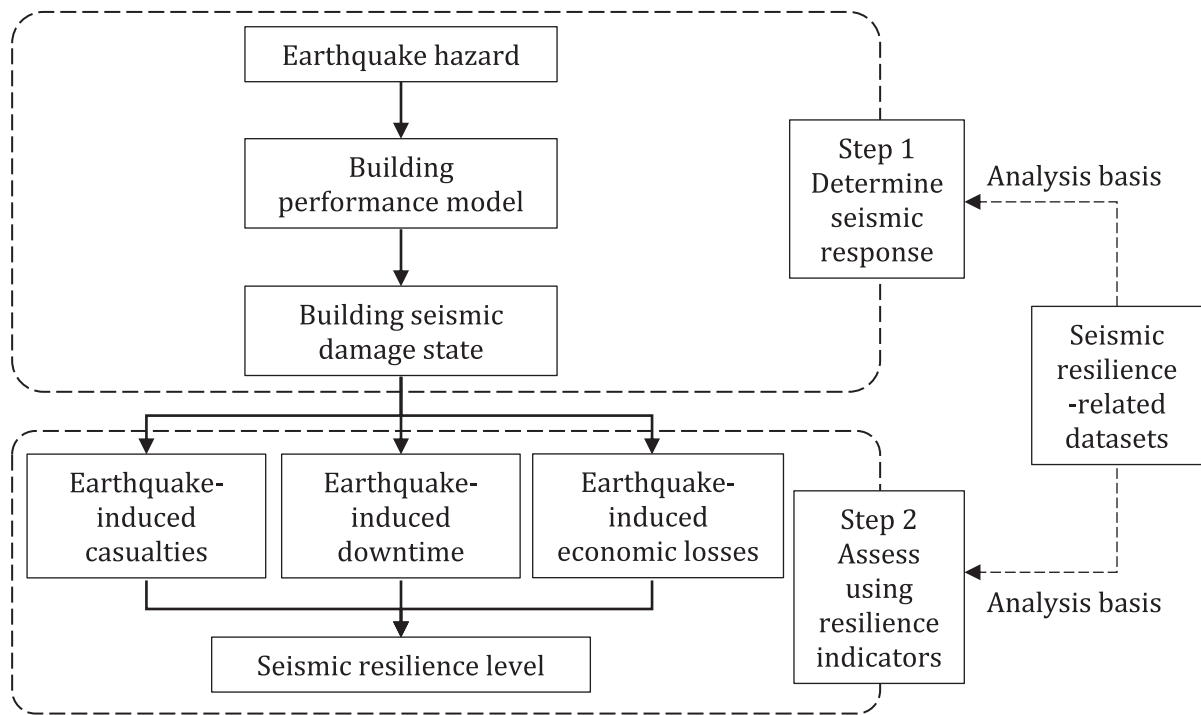 Earthquake hazard
Building
performance model
Building seismic
damage state
Step 1
Determine
seismic
response
Analysis basis
Seismic
resilience
-related
datasets
Earthquake-
induced
casualties
Earthquake-
induced
downtime
Earthquake-
induced
economic losses
Step 2
Assess
using
resilience
indicators
Analysis basis
Seismic resilience level